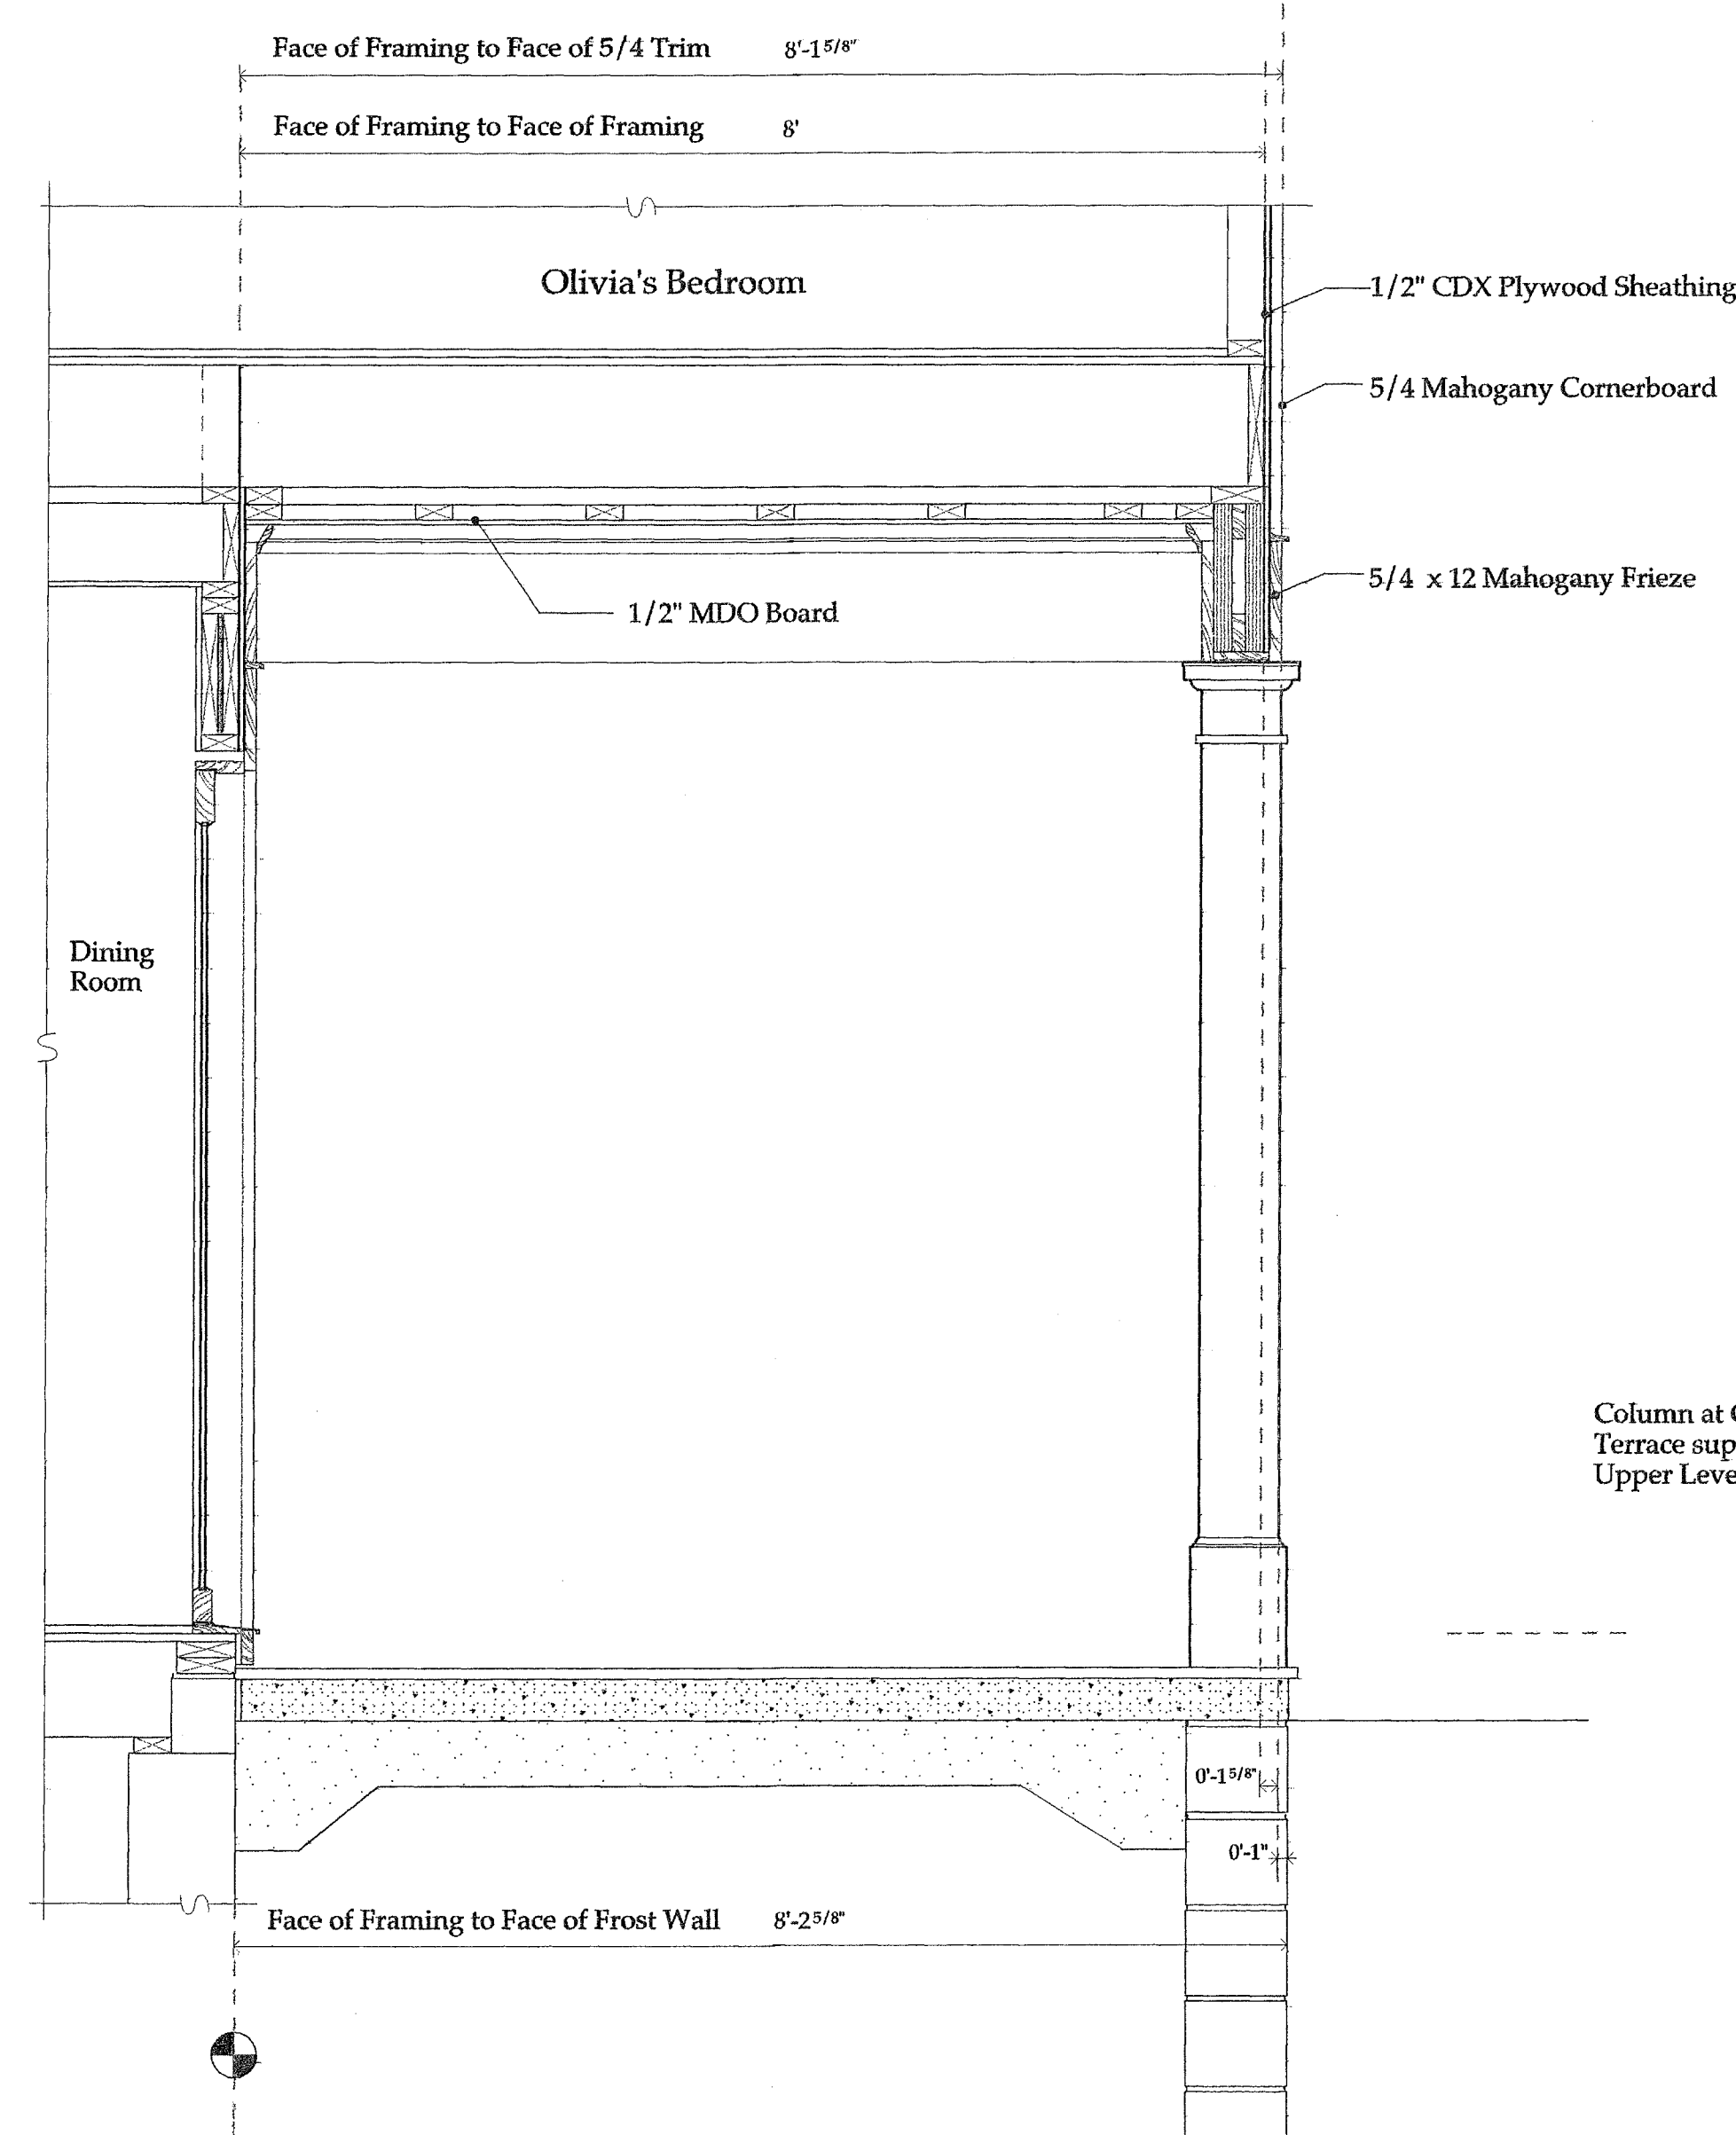 Face of Framing to Face of 5/4 Trim 8'-1 5/8"
Face of Framing to Face of Framing 8'
Olivia's Bedroom
1/2" CDX Plywood Sheathing
5/4 Mahogany Cornerboard
5/4 x 12 Mahogany Frieze
1/2" MDO Board
Dining
Room
Column at
Terrace
Upper
0'-1 5/8"
0'-1"
Face of Framing to Face of Frost Wall 8'-2 5/8"